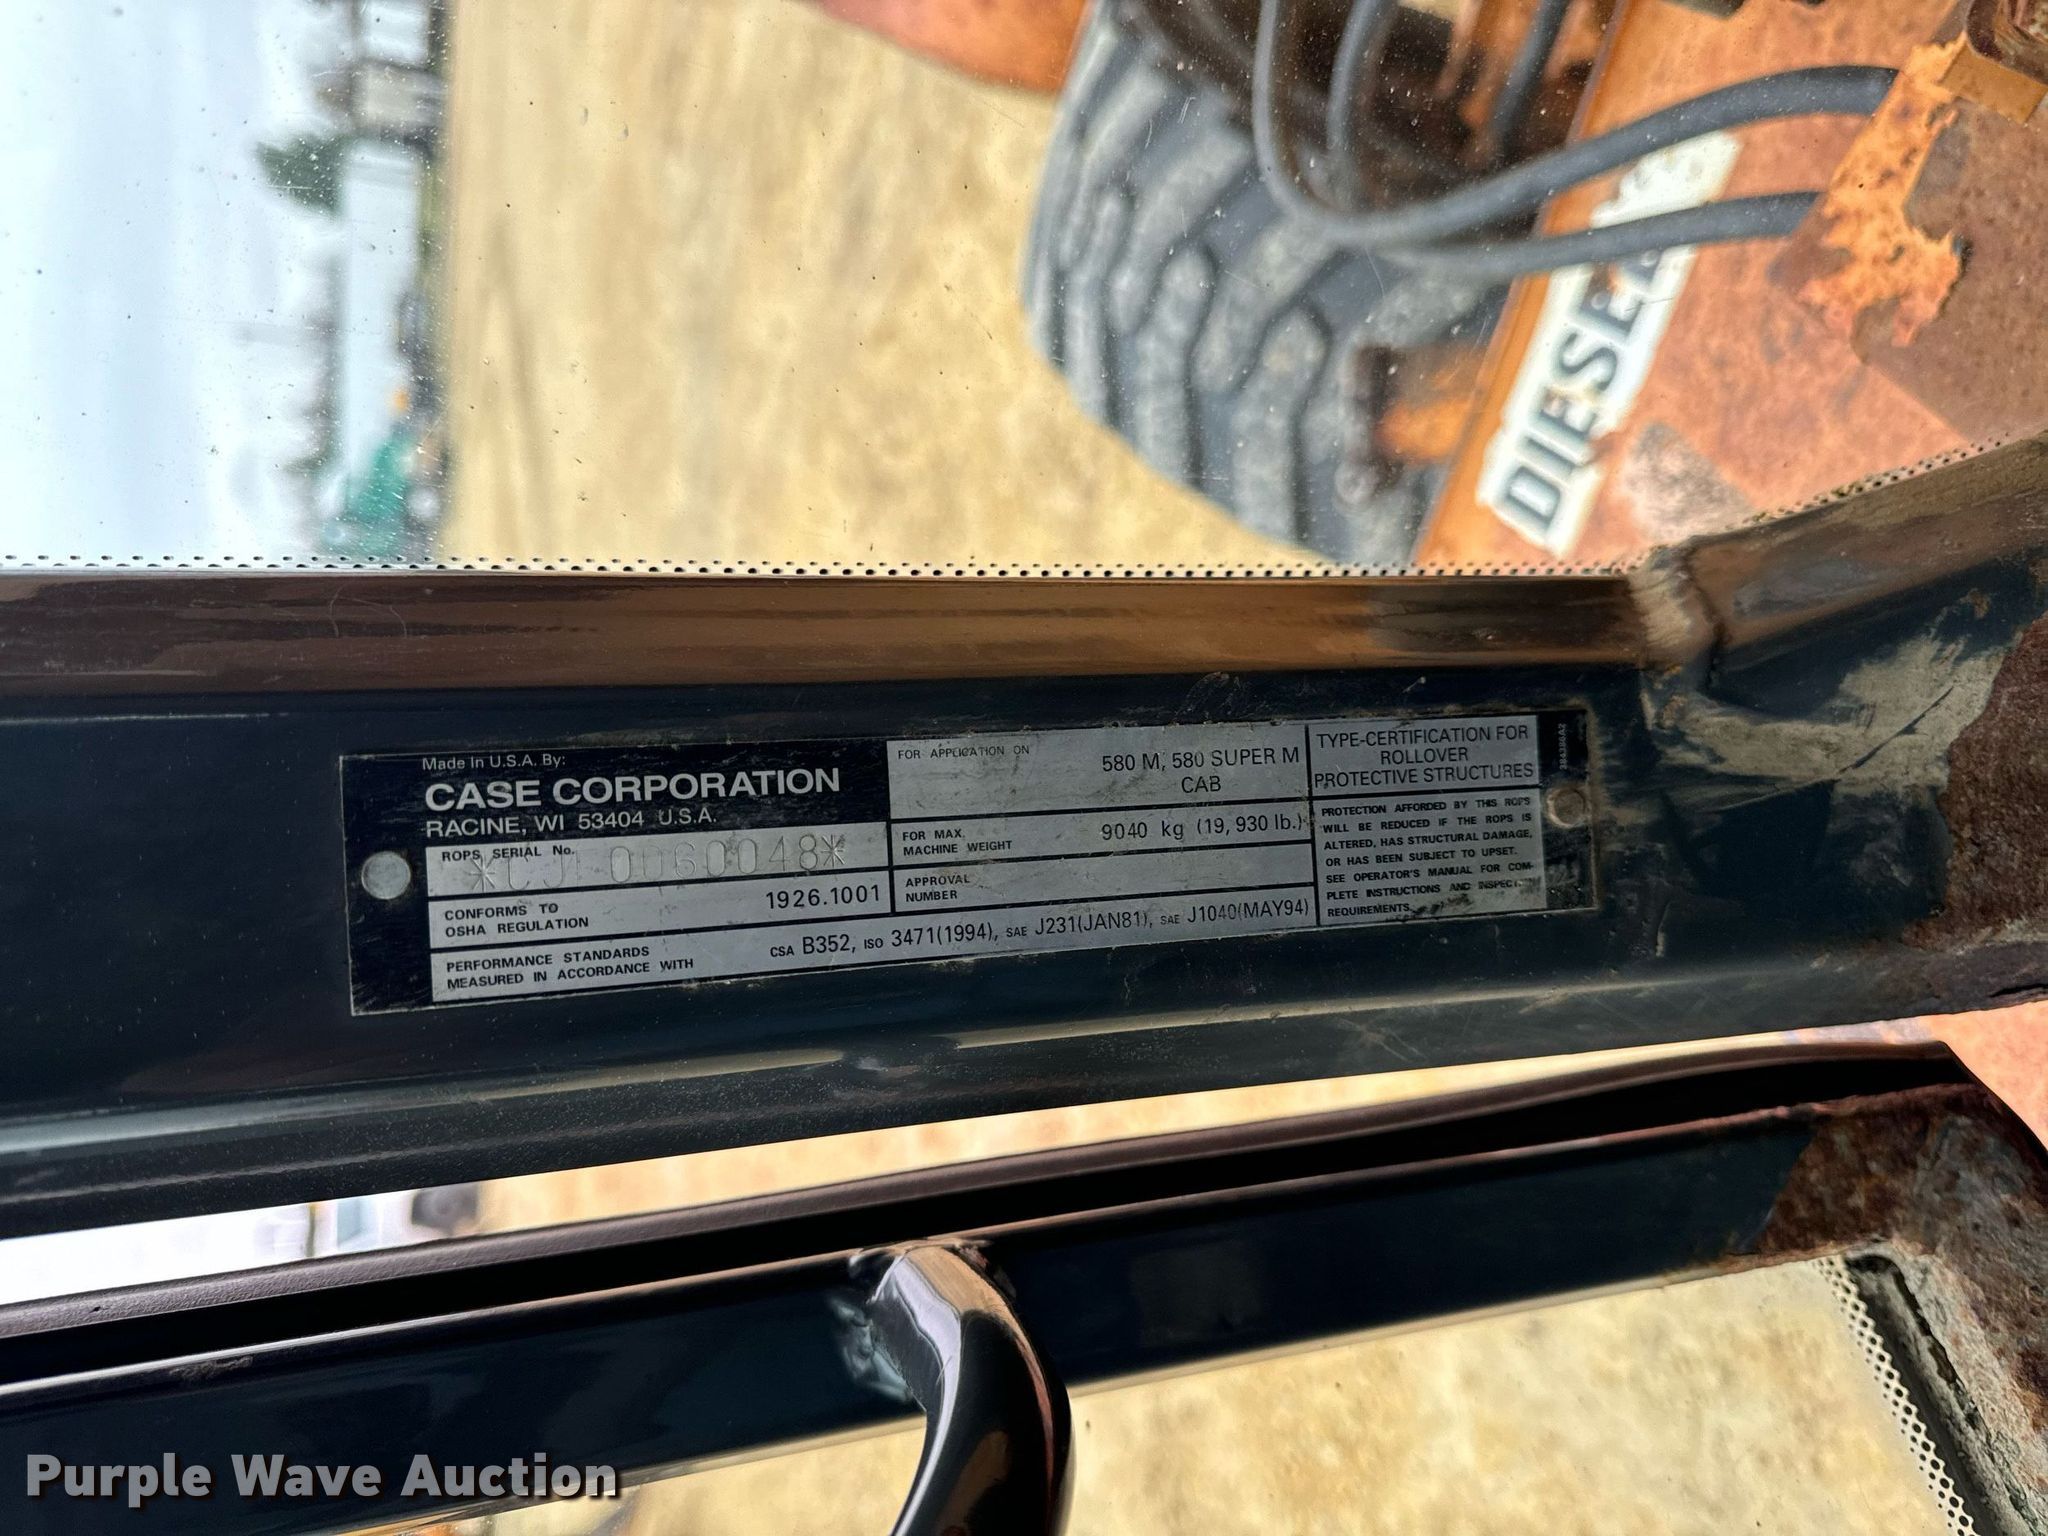 DIESEL
Made in U.S.A. By:
CASE CORPORATION
RACINE, WI 53404 U.S.A.
ROPS SERIAL No.
CONFORMS TO
OSHA REGULATION
1926.1001
PERFORMANCE STANDARDS
MEASURED IN ACCORDANCE WITH
CSA B352, ISO 3471(1994), SAE J231(JAN81), SAE J1040(MAY94)
FOR APPLICATION ON
580 M, 580 SUPER M
CAB
FOR MAX.
MACHINE WEIGHT
9040 kg (19,930 lb.)
APPROVAL
NUMBER
TYPE-CERTIFICATION FOR
ROLLOVER
PROTECTIVE STRUCTURES
PROTECTION AFFORDED BY THIS ROPS
WILL BE REDUCED IF THE ROPS IS
ALTERED, HAS STRUCTURAL DAMAGE,
OR HAS BEEN SUBJECT TO UPSET.
SEE OPERATOR'S MANUAL FOR COM-
PLETE INSTRUCTIONS AND
REQUIREMENTS.
Purple Wave Auction